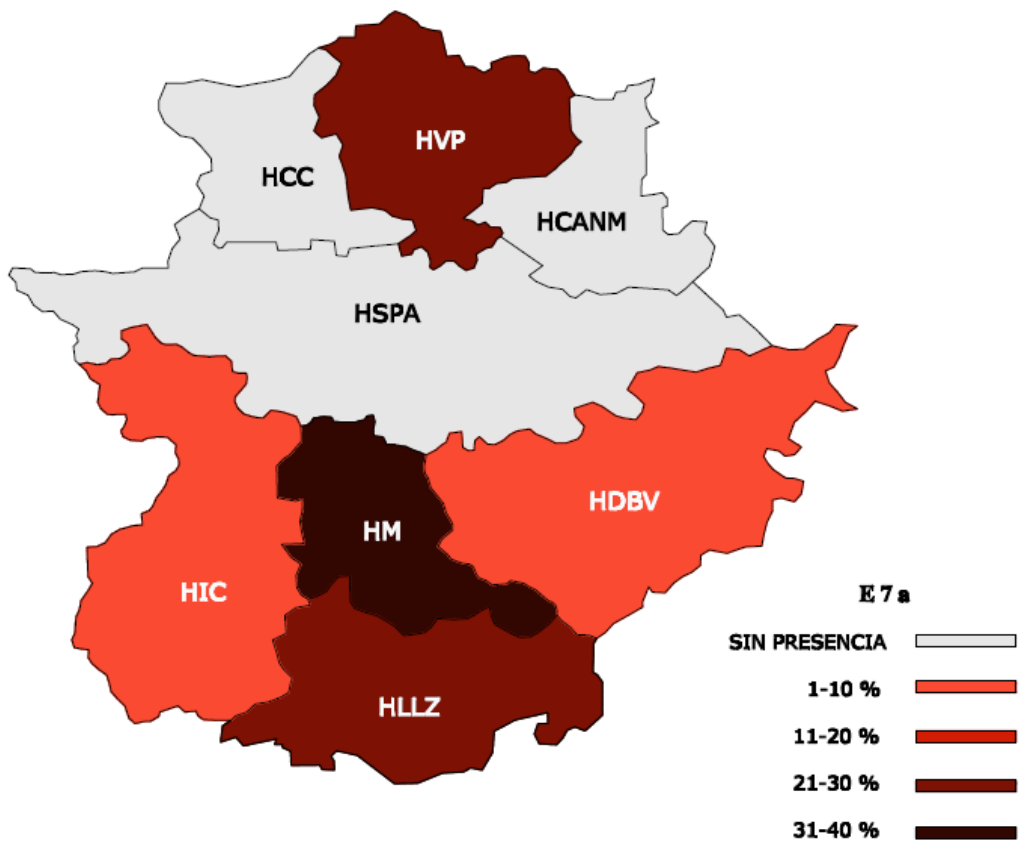 HVP
HCC
HCANM
HSPA
HDBV
HM
HIC
HLLZ
E 7 a
SIN PRESENCIA
1-10 %
11-20 %
21-30 %
31-40 %